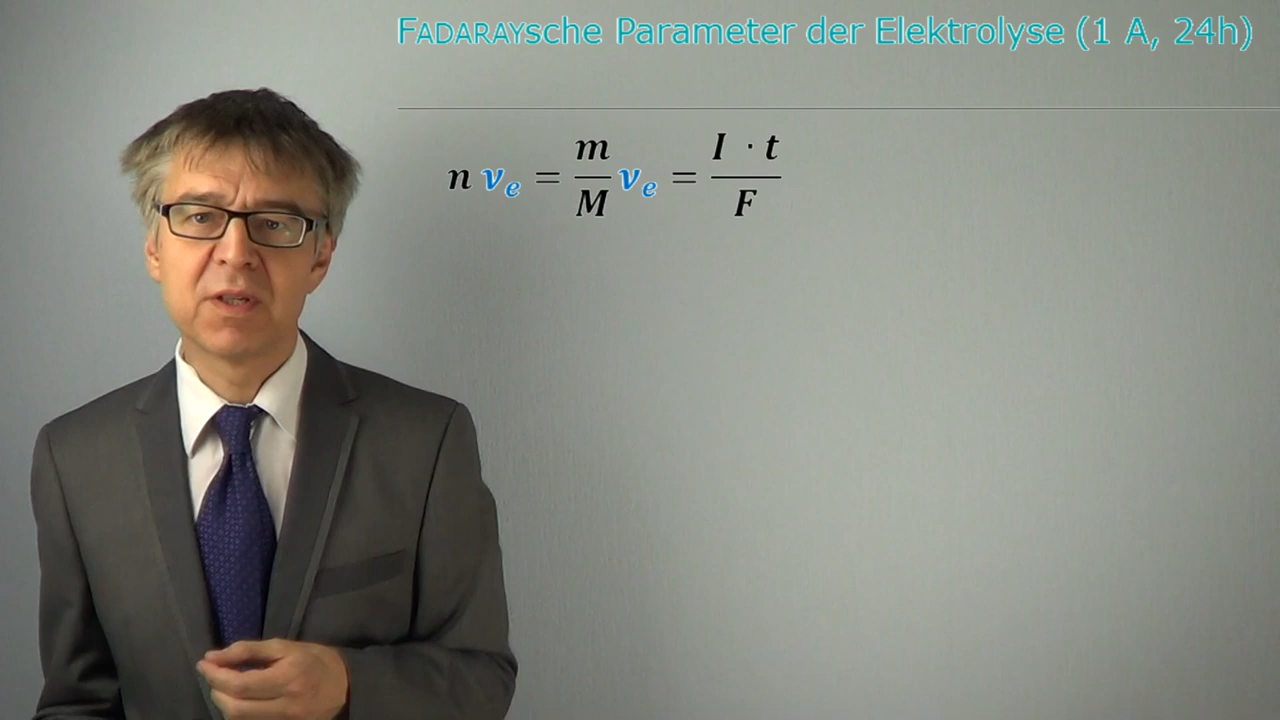 FADARAYsche Parameter der Elektrolyse (1 A, 24h)
n νₑ = m/M νₑ = I · t/F